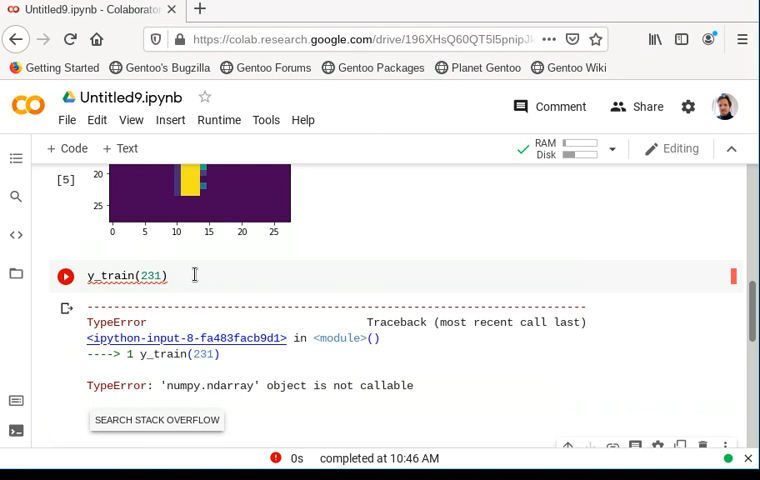 Untitled9.ipynb - Colaborator
https://colab.research.google.com/drive/196XHsQ60QT5l5pnipJ
Getting Started
Gentoo's Bugzilla
Gentoo Forums
Gentoo Packages
Planet Gentoo
Gentoo Wiki
Untitled9.ipynb
Comment
Share
File Edit View Insert Runtime Tools Help
+ Code + Text
RAM
Disk
Editing
[5]
20
25
0 5 10 15 20 25
y_train(231)
---------------------------------------------------------------------------
TypeError Traceback (most recent call last)
<ipython-input-8-fa483facb9d1> in <module>()
----> 1 y_train(231)
TypeError: 'numpy.ndarray' object is not callable
SEARCH STACK OVERFLOW
0s completed at 10:46 AM